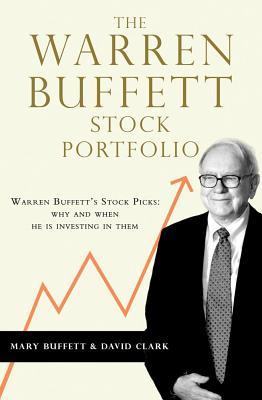 THE
WARREN
BUFFETT
STOCK
PORTFOLIO
WARREN BUFFETT'S STOCK PICKS:
WHY AND WHEN
HE IS INVESTING IN THEM
MARY BUFFETT & DAVID CLARK